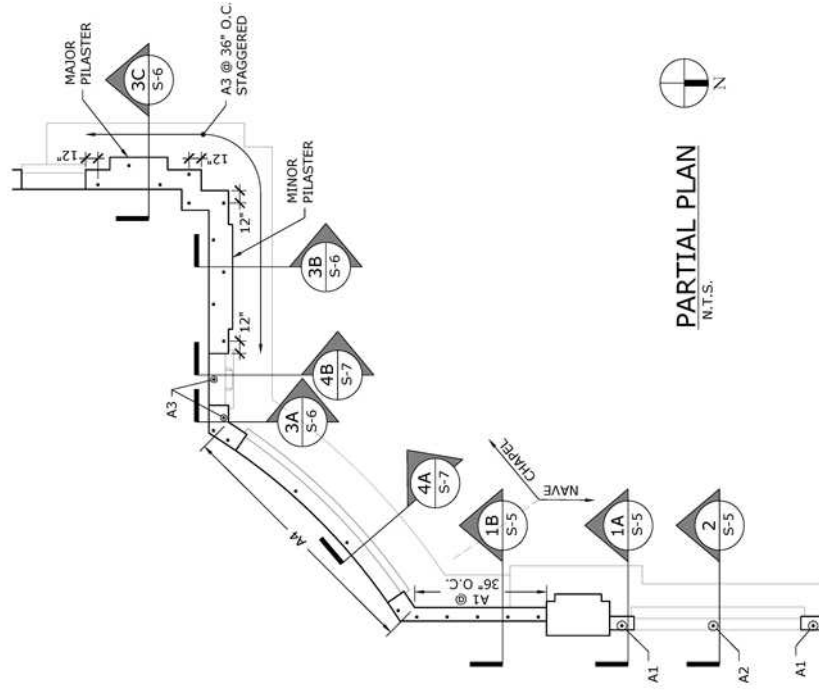 MAJOR
PILASTER
3C
S-6
A3 @ 36" O.C.
STAGGERED
12"
12"
12"
MINOR
PILASTER
3B
S-6
12"
4B
S-7
A3
3A
S-6
4A
S-7
A4
CHAPEL
NAVE
1B
S-5
A1 @
36" O.C.
1A
S-5
2
S-5
A1
A2
A1
PARTIAL PLAN
N.T.S.
N